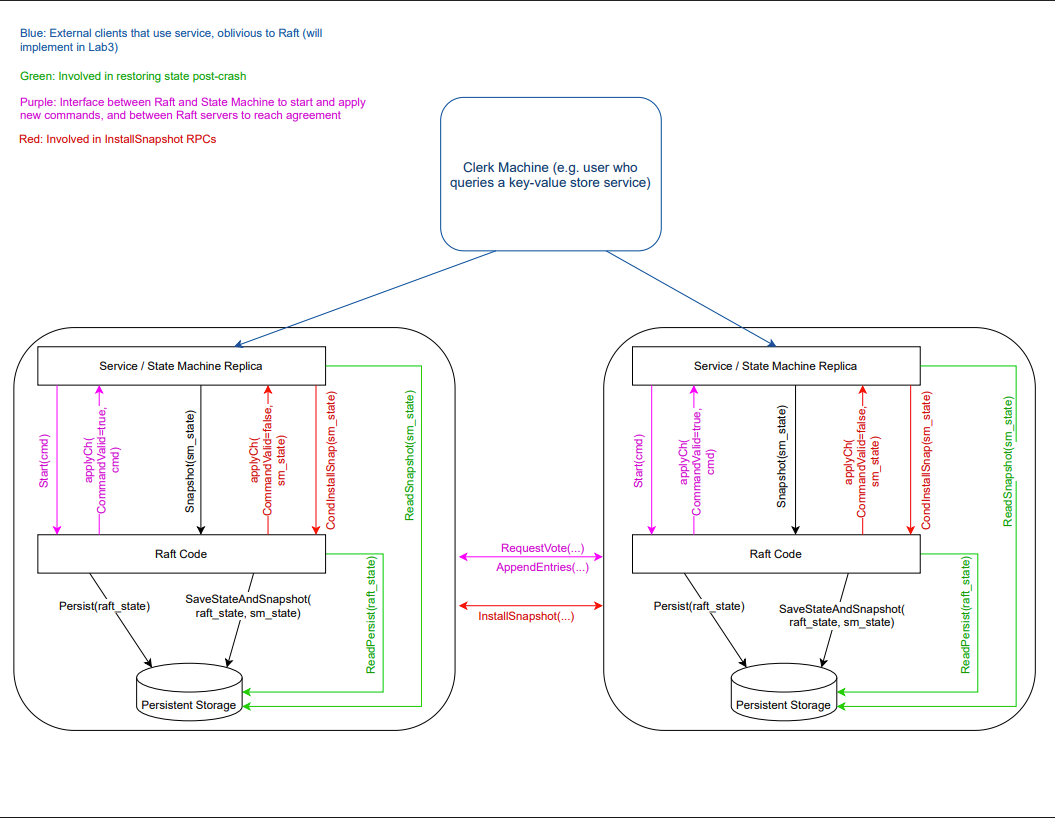 Blue: External clients that use service, oblivious to Raft (will
implement in Lab3)
Green: Involved in restoring state post-crash
Purple: Interface between Raft and State Machine to start and apply
new commands, and between Raft servers to reach agreement
Red: Involved in InstallSnapshot RPCs
Clerk Machine (e.g. user who
queries a key-value store service)
Service / State Machine Replica
Start(cmd)
applyCh(
CommandValid=true,
cmd)
Snapshot(sm_state)
applyCh(
CommandValid=false,
sm_state)
CondInstallSnap(sm_state)
ReadSnapshot(sm_state)
Raft Code
Persist(raft_state)
SaveStateAndSnapshot(
raft_state, sm_state)
ReadPersist(raft_state)
Persistent Storage
RequestVote(...)
AppendEntries(...)
InstallSnapshot(...)
Service / State Machine Replica
Start(cmd)
applyCh(
CommandValid=true,
cmd)
Snapshot(sm_state)
applyCh(
CommandValid=false,
sm_state)
CondInstallSnap(sm_state)
ReadSnapshot(sm_state)
Raft Code
Persist(raft_state)
SaveStateAndSnapshot(
raft_state, sm_state)
ReadPersist(raft_state)
Persistent Storage